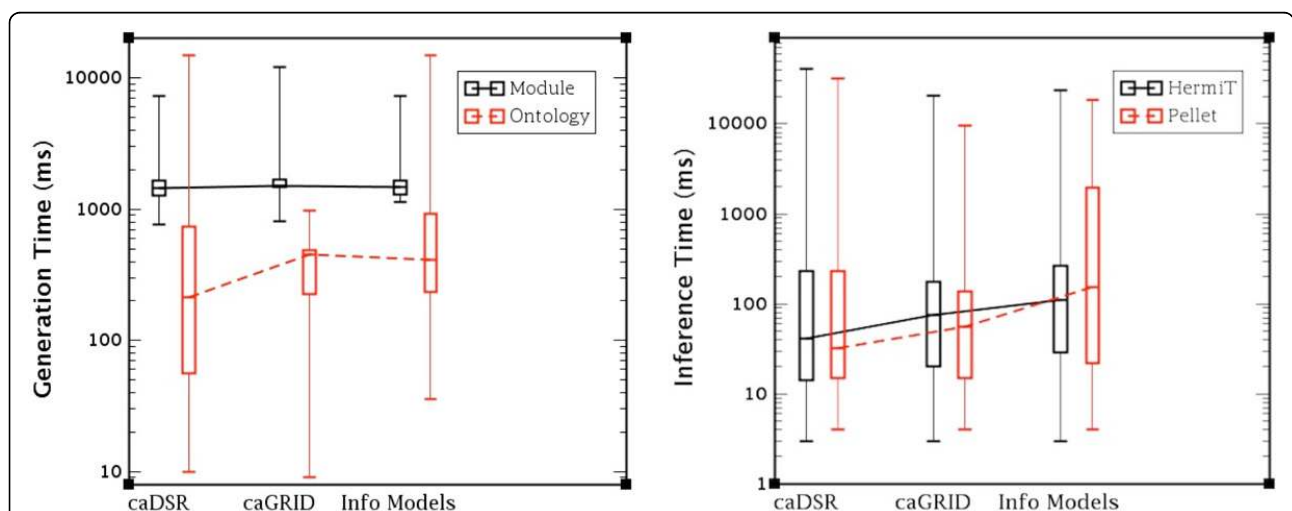 Generation Time (ms)
10000
1000
100
10
Module
Ontology
caDSR
caGRID
Info Models
Inference Time (ms)
10000
1000
100
10
1
HermiT
Pellet
caDSR
caGRID
Info Models